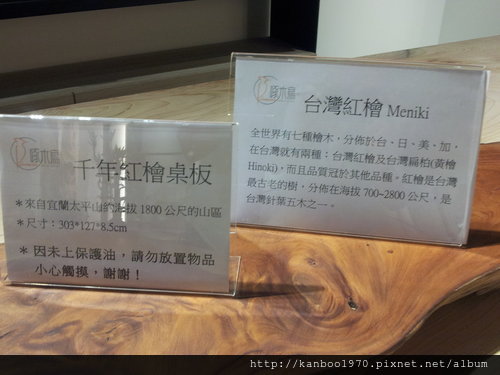 啄木鳥
千年紅檜桌板
＊來自宜蘭太平山約海拔 1800 公尺的山區
＊尺寸：303*127*8.5cm
＊ 因未上保護油，請勿放置物品
小心觸摸，謝謝！
啄木鳥
台灣紅檜 Meniki
全世界有七種檜木，分佈於台、日、美、加，
在台灣就有兩種：台灣紅檜及台灣扁柏(黃檜
Hinoki)，而且品質冠於其他品種。紅檜是台灣
最古老的樹，分佈在海拔 700~2800 公尺，是
台灣針葉五木之一。
http://kanboo1970.pixnet.net/album